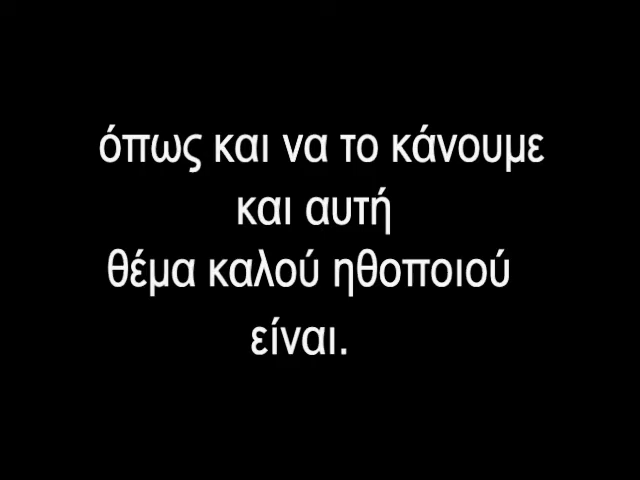 όπως και να το κάνουμε
και αυτή
θέμα καλού ηθοποιού
είναι.